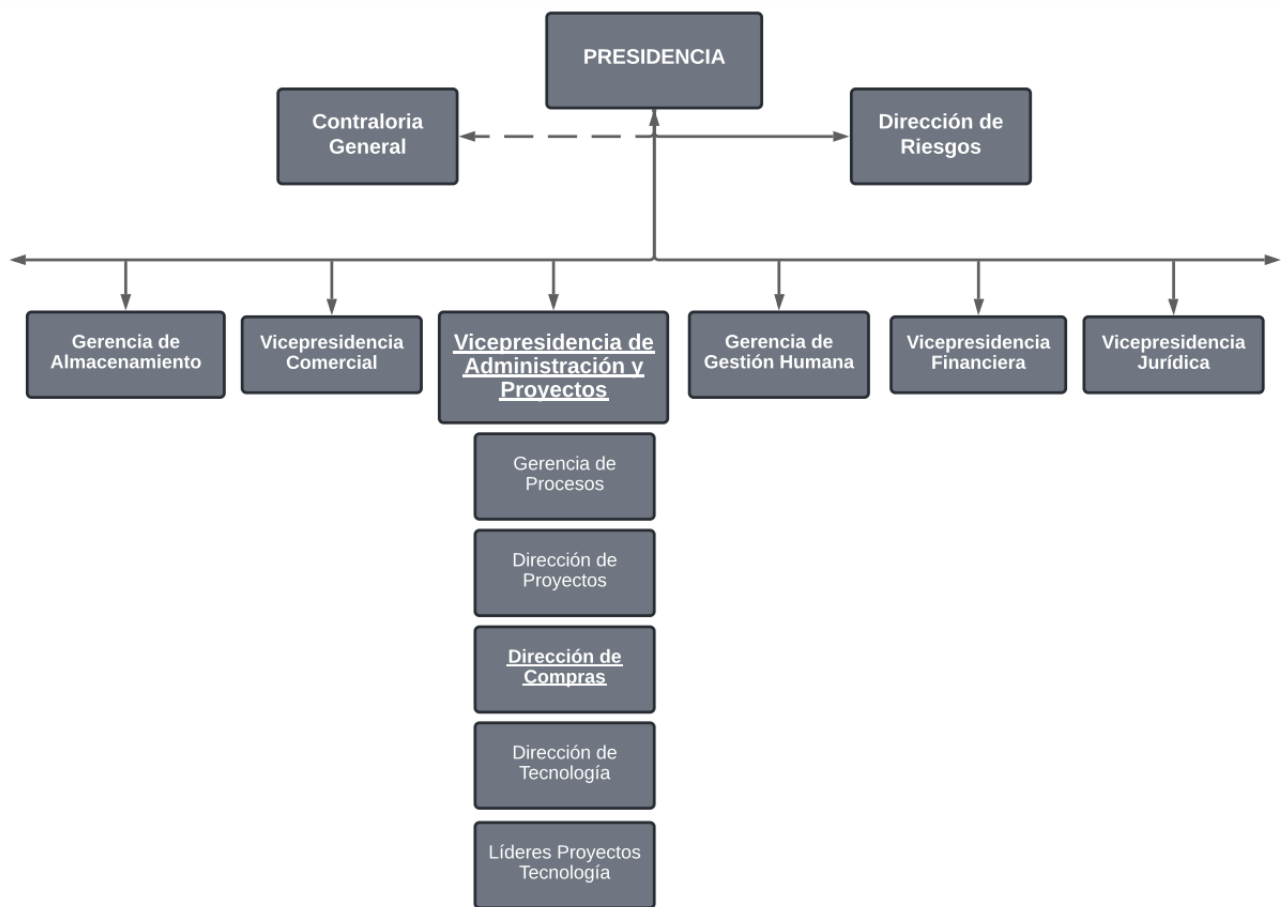 PRESIDENCIA
Contraloria
General
Dirección de
Riesgos
Gerencia de
Almacenamiento
Vicepresidencia
Comercial
Vicepresidencia de
Administración y
Proyectos
Gerencia de
Gestión Humana
Vicepresidencia
Financiera
Vicepresidencia
Jurídica
Gerencia de
Procesos
Dirección de
Proyectos
Dirección de
Compras
Dirección de
Tecnología
Líderes Proyectos
Tecnología